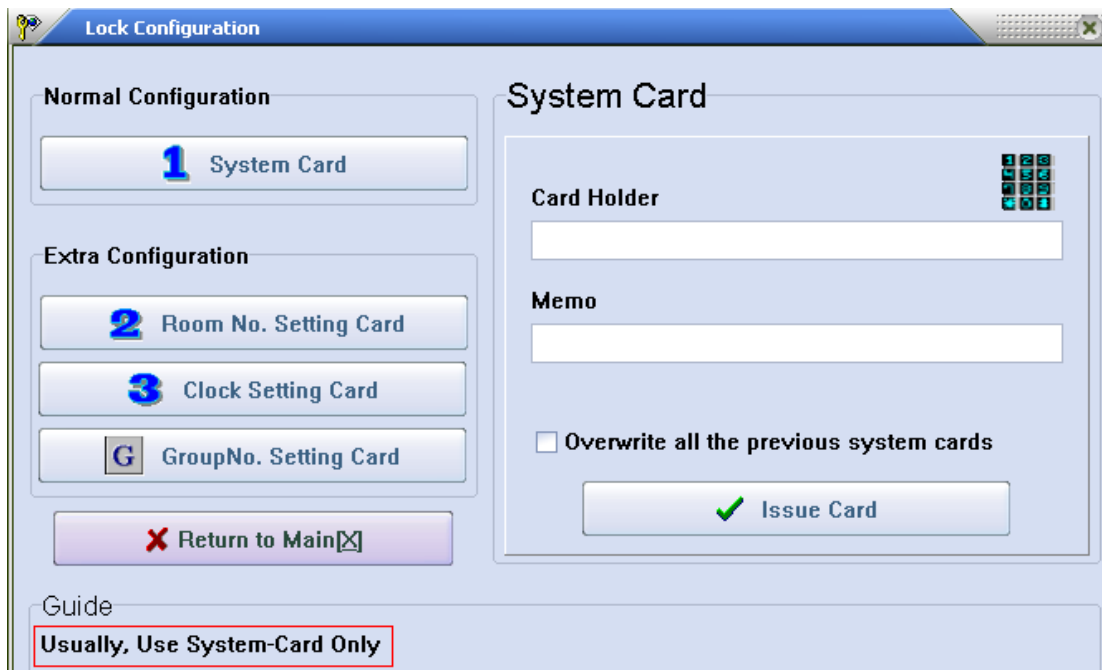 Lock Configuration
Normal Configuration
1 System Card
Extra Configuration
2 Room No. Setting Card
3 Clock Setting Card
G GroupNo. Setting Card
Return to Main[X]
System Card
Card Holder
Memo
Overwrite all the previous system cards
Issue Card
Guide
Usually, Use System-Card Only